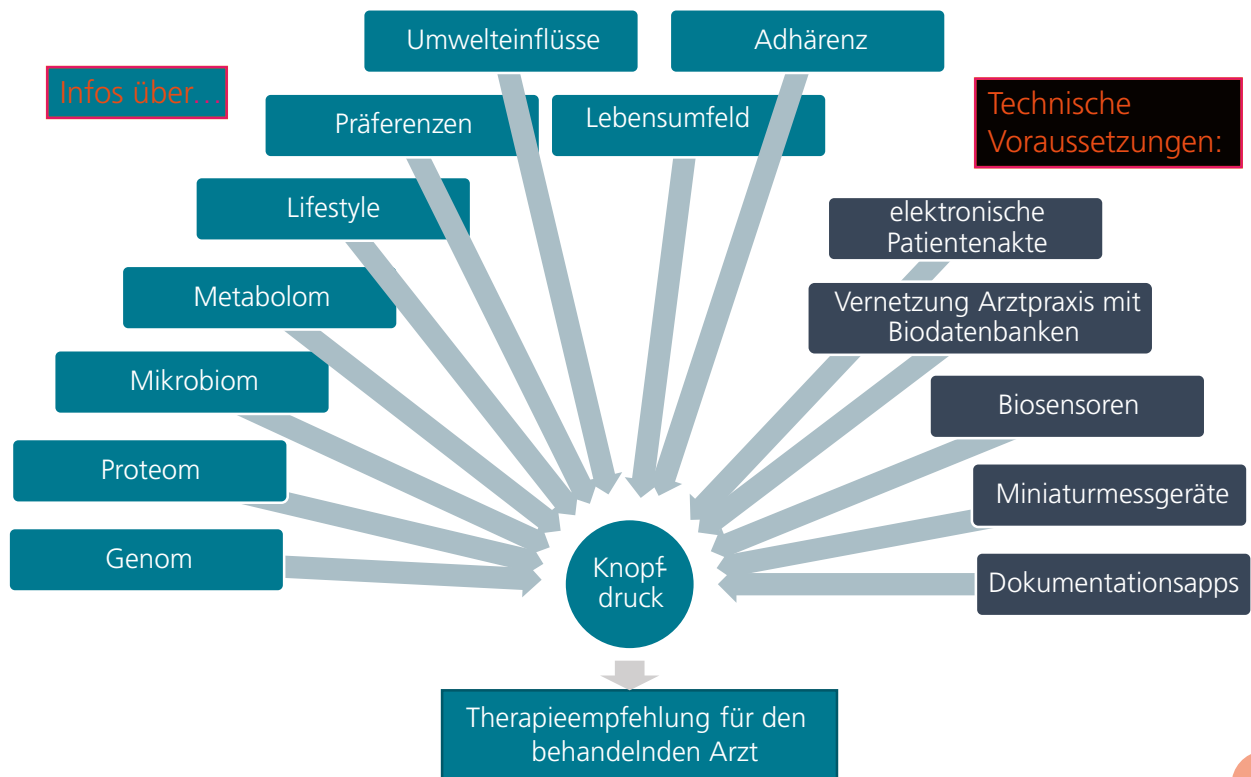 Umwelteinflüsse
Adhärenz
Infos über...
Präferenzen
Lebensumfeld
Technische
Voraussetzungen:
Lifestyle
elektronische
Patientenakte
Metabolom
Vernetzung Arztpraxis mit
Biodatenbanken
Mikrobiom
Biosensoren
Proteom
Miniaturmessgeräte
Genom
Knopf-
druck
Dokumentationsapps
Therapieempfehlung für den
behandelnden Arzt